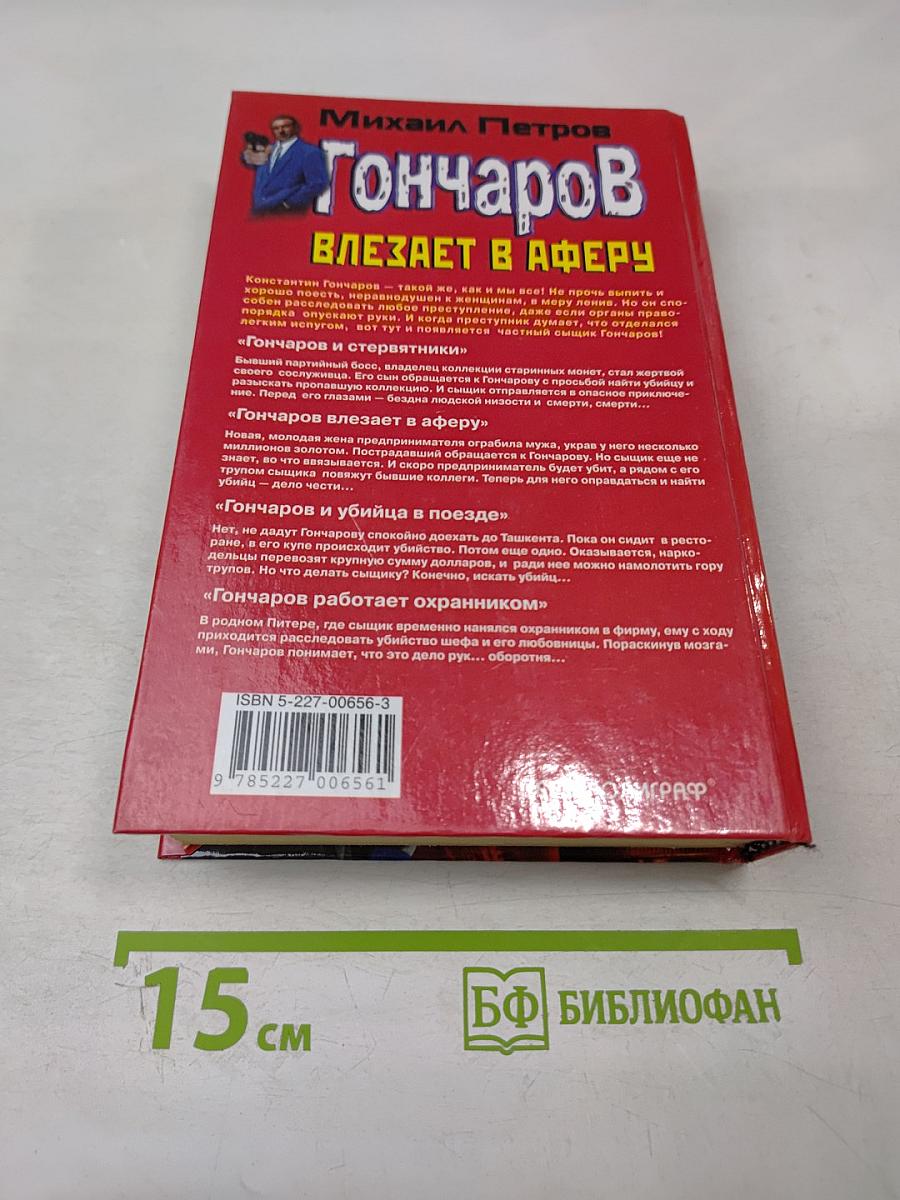 Михаил Петров
Гончаров
ВЛЕЗАЕТ В АФЕРУ
Константин Гончаров — такой же, как и мы все! Не прочь выпить и
хорошо поесть, неравнодушен к женщинам, в меру ленив. Но он спо-
собен расследовать любое преступление, даже если органы право-
порядка опускают руки. И когда преступник думает, что отделался
легким испугом, вот тут и появляется частный сыщик Гончаров!
«Гончаров и стервятники»
Бывший партийный босс, владелец коллекции старинных монет, стал жертвой
своего сослуживца. Его сын обращается к Гончарову с просьбой найти убийцу и
разыскать пропавшую коллекцию. И сыщик отправляется в опасное приключе-
ние. Перед его глазами — бездна людской низости и смерти, смерти...
«Гончаров влезает в аферу»
Новая, молодая жена предпринимателя ограбила мужа, украв у него несколько
миллионов золотом. Пострадавший обращается к Гончарову. Но сыщик еще не
знает, во что ввязывается. И скоро предприниматель будет убит, а рядом с его
трупом сыщика повяжут бывшие коллеги. Теперь для него оправдаться и найти
убийц — дело чести...
«Гончаров и убийца в поезде»
Нет, не дадут Гончарову спокойно доехать до Ташкента. Пока он сидит в ресто-
ране, в его купе происходит убийство. Потом еще одно. Оказывается, нарко-
дельцы перевозят крупную сумму долларов, и ради нее можно намолотить гору
трупов. Но что делать сыщику? Конечно, искать убийц...
«Гончаров работает охранником»
В родном Питере, где сыщик временно нанялся охранником в фирму, ему с ходу
приходится расследовать убийство шефа и его любовницы. Пораскинув мозга-
ми, Гончаров понимает, что это дело рук... оборотня...
ISBN 5-227-00656-3
9 785227 006561
15 см
БФ БИБЛИОФАН